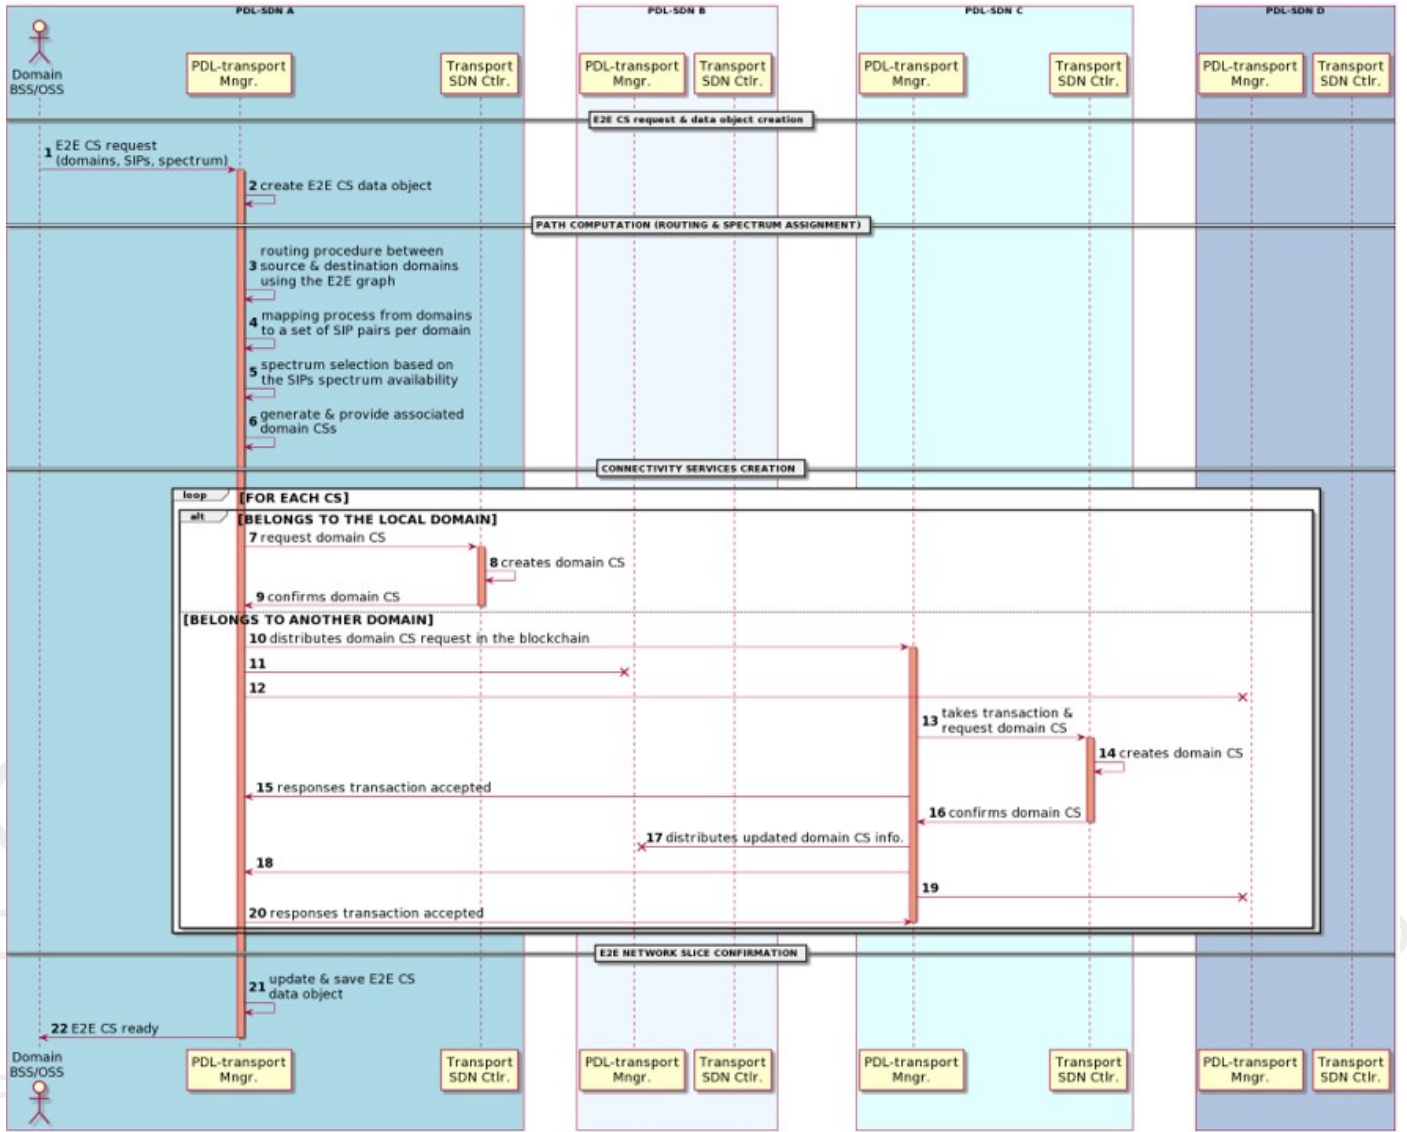 PDL-SDN A
PDL-SDN B
PDL-SDN C
PDL-SDN D
Domain
BSS/OSS
PDL-transport
Mngr.
Transport
SDN Ctlr.
PDL-transport
Mngr.
Transport
SDN Ctlr.
PDL-transport
Mngr.
Transport
SDN Ctlr.
PDL-transport
Mngr.
Transport
SDN Ctlr.
E2E CS request & data object creation
1 E2E CS request
(domains, SIPs, spectrum)
2 create E2E CS data object
PATH COMPUTATION (ROUTING & SPECTRUM ASSIGNMENT)
routing procedure between
3 source & destination domains
using the E2E graph
4 mapping process from domains
to a set of SIP pairs per domain
5 spectrum selection based on
the SIPs spectrum availability
6 generate & provide associated
domain CSs
CONNECTIVITY SERVICES CREATION
loop [FOR EACH CS]
alt [BELONGS TO THE LOCAL DOMAIN]
7 request domain CS
8 creates domain CS
9 confirms domain CS
[BELONGS TO ANOTHER DOMAIN]
10 distributes domain CS request in the blockchain
11
12
13 takes transaction &
request domain CS
14 creates domain CS
15 responses transaction accepted
16 confirms domain CS
17 distributes updated domain CS info.
18
19
20 responses transaction accepted
E2E NETWORK SLICE CONFIRMATION
21 update & save E2E CS
data object
22 E2E CS ready
Domain
BSS/OSS
PDL-transport
Mngr.
Transport
SDN Ctlr.
PDL-transport
Mngr.
Transport
SDN Ctlr.
PDL-transport
Mngr.
Transport
SDN Ctlr.
PDL-transport
Mngr.
Transport
SDN Ctlr.